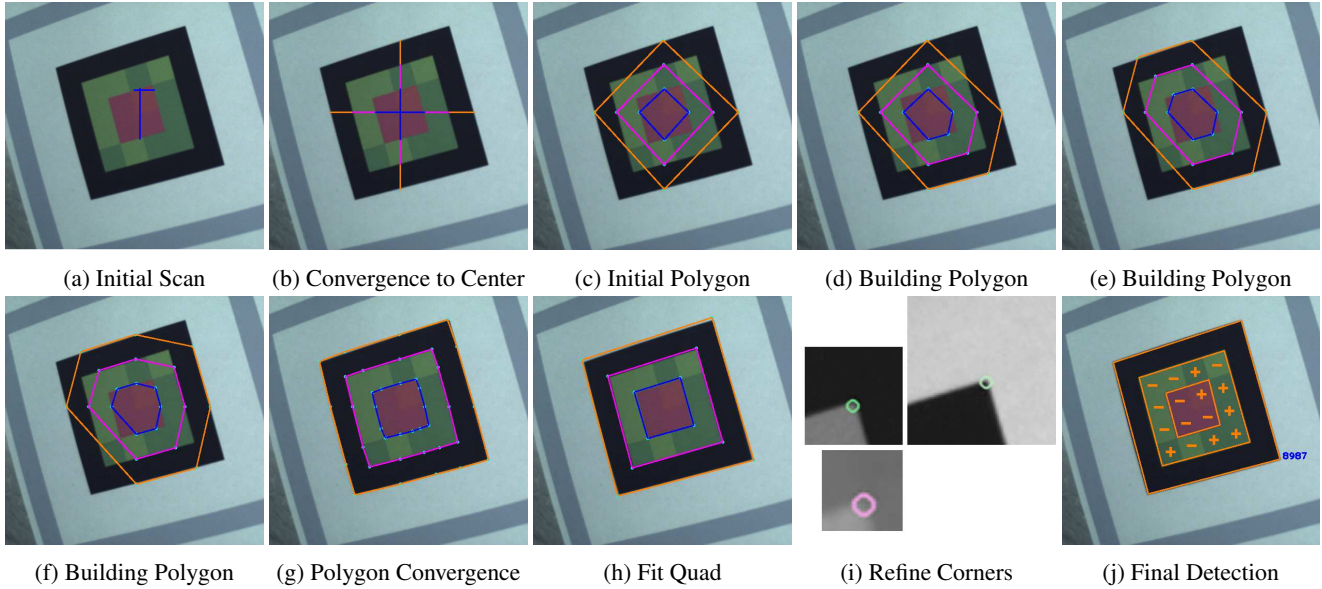 (a) Initial Scan
(b) Convergence to Center
(c) Initial Polygon
(d) Building Polygon
(e) Building Polygon
8987
(f) Building Polygon
(g) Polygon Convergence
(h) Fit Quad
(i) Refine Corners
(j) Final Detection